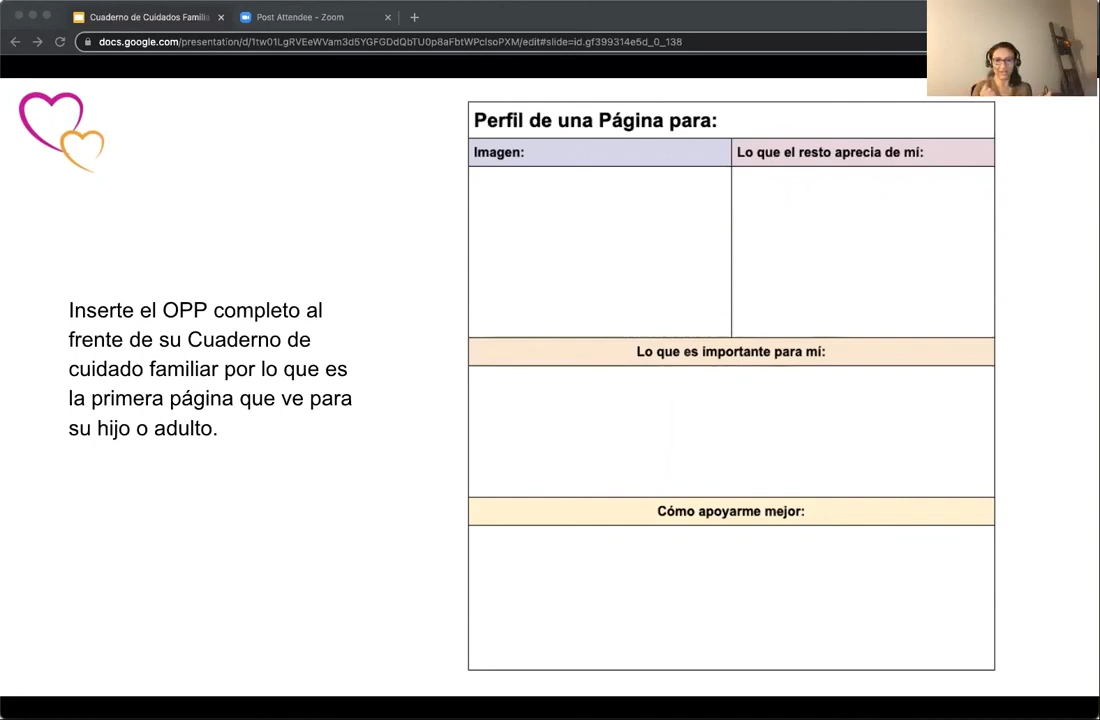 Cuaderno de Cuidados Famili
Post Attendee - Zoom
docs.google.com/presentation/d/1tw01LgRVEeWVam3d5YGFGDdQbTU0p8aFbtWPclsoPXM/edit#slide=id.gf399314e5d_0_138
Inserte el OPP completo al
frente de su Cuaderno de
cuidado familiar por lo que es
la primera página que ve para
su hijo o adulto.
Perfil de una Página para:
Imagen:
Lo que el resto aprecia de mí:
Lo que es importante para mí:
Cómo apoyarme mejor: